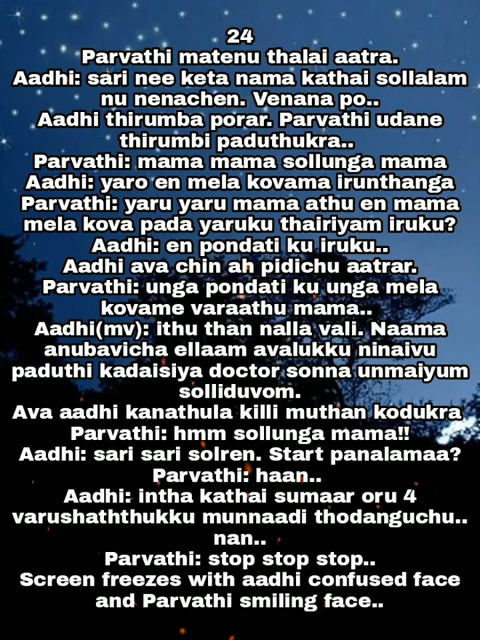 24
Parvathi matenu thalai aatra.
Aadhi: sari nee keta nama kathai sollalam
nu nenachen. Venana po..
Aadhi thirumba porar. Parvathi udane
thirumbi paduthukra..
Parvathi: mama mama sollunga mama
Aadhi: yaro en mela kovama irunthanga
Parvathi: yaru yaru mama athu en mama
mela kova pada yaruku thairiyam iruku?
Aadhi: en pondati ku iruku..
Aadhi ava chin ah pidichu aatrar.
Parvathi: unga pondati ku unga mela
kovame varaathu mama..
Aadhi(mv): ithu than nalla vali. Naama
anubavicha ellaam avalukku ninaivu
paduthi kadaisiya doctor sonna unmaiyum
solliduvom.
Ava aadhi kanathula killi muthan kodukra
Parvathi: hmm sollunga mama!!
Aadhi: sari sari solren. Start panalamaa?
Parvathi: haan..
Aadhi: intha kathai sumaar oru 4
varushaththukku munnaadi thodanguchu..
nan..
Parvathi: stop stop stop..
Screen freezes with aadhi confused face
and Parvathi smiling face..